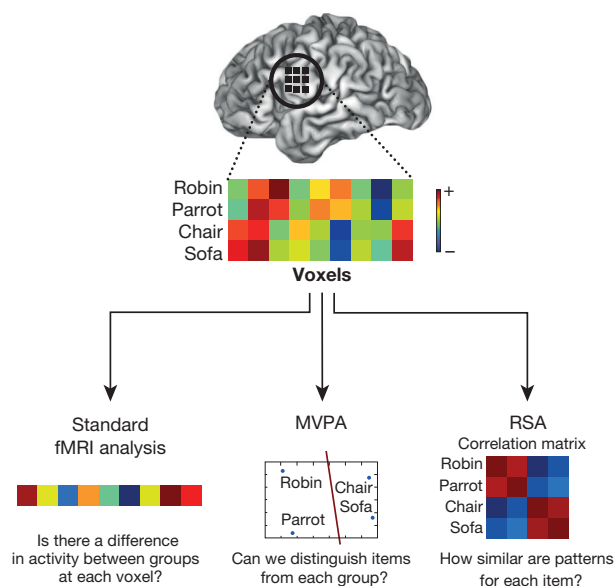 Robin
Parrot
Chair
Sofa
+
−
Voxels
Standard
fMRI analysis
Is there a difference
in activity between groups
at each voxel?
MVPA
Robin
Chair
Sofa
Parrot
Can we distinguish items
from each group?
RSA
Correlation matrix
Robin
Parrot
Chair
Sofa
How similar are patterns
for each item?